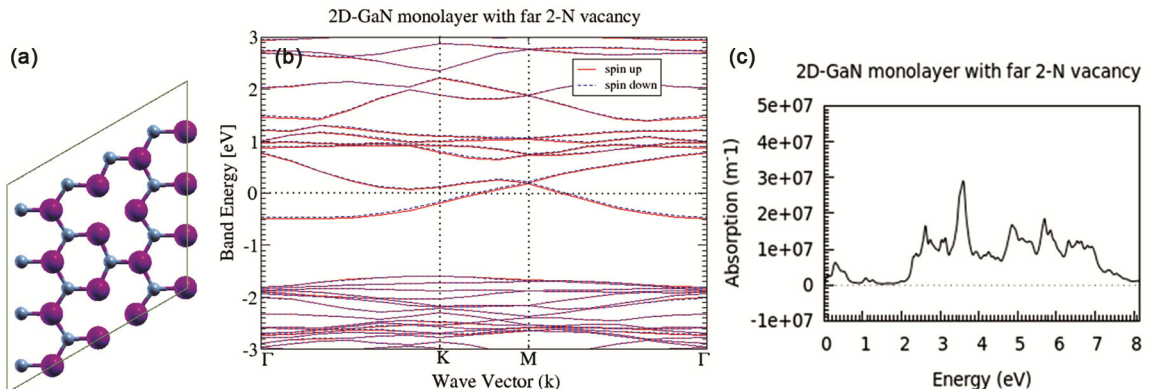 (a)
2D-GaN monolayer with far 2-N vacancy
(b)
spin up
spin down
Band Energy [eV]
3
2
1
0
-1
-2
-3
Γ K M Γ
Wave Vector (k)
(c)
2D-GaN monolayer with far 2-N vacancy
Absorption (m⁻¹)
5e+07
4e+07
3e+07
2e+07
1e+07
0
-1e+07
0 1 2 3 4 5 6 7 8
Energy (eV)